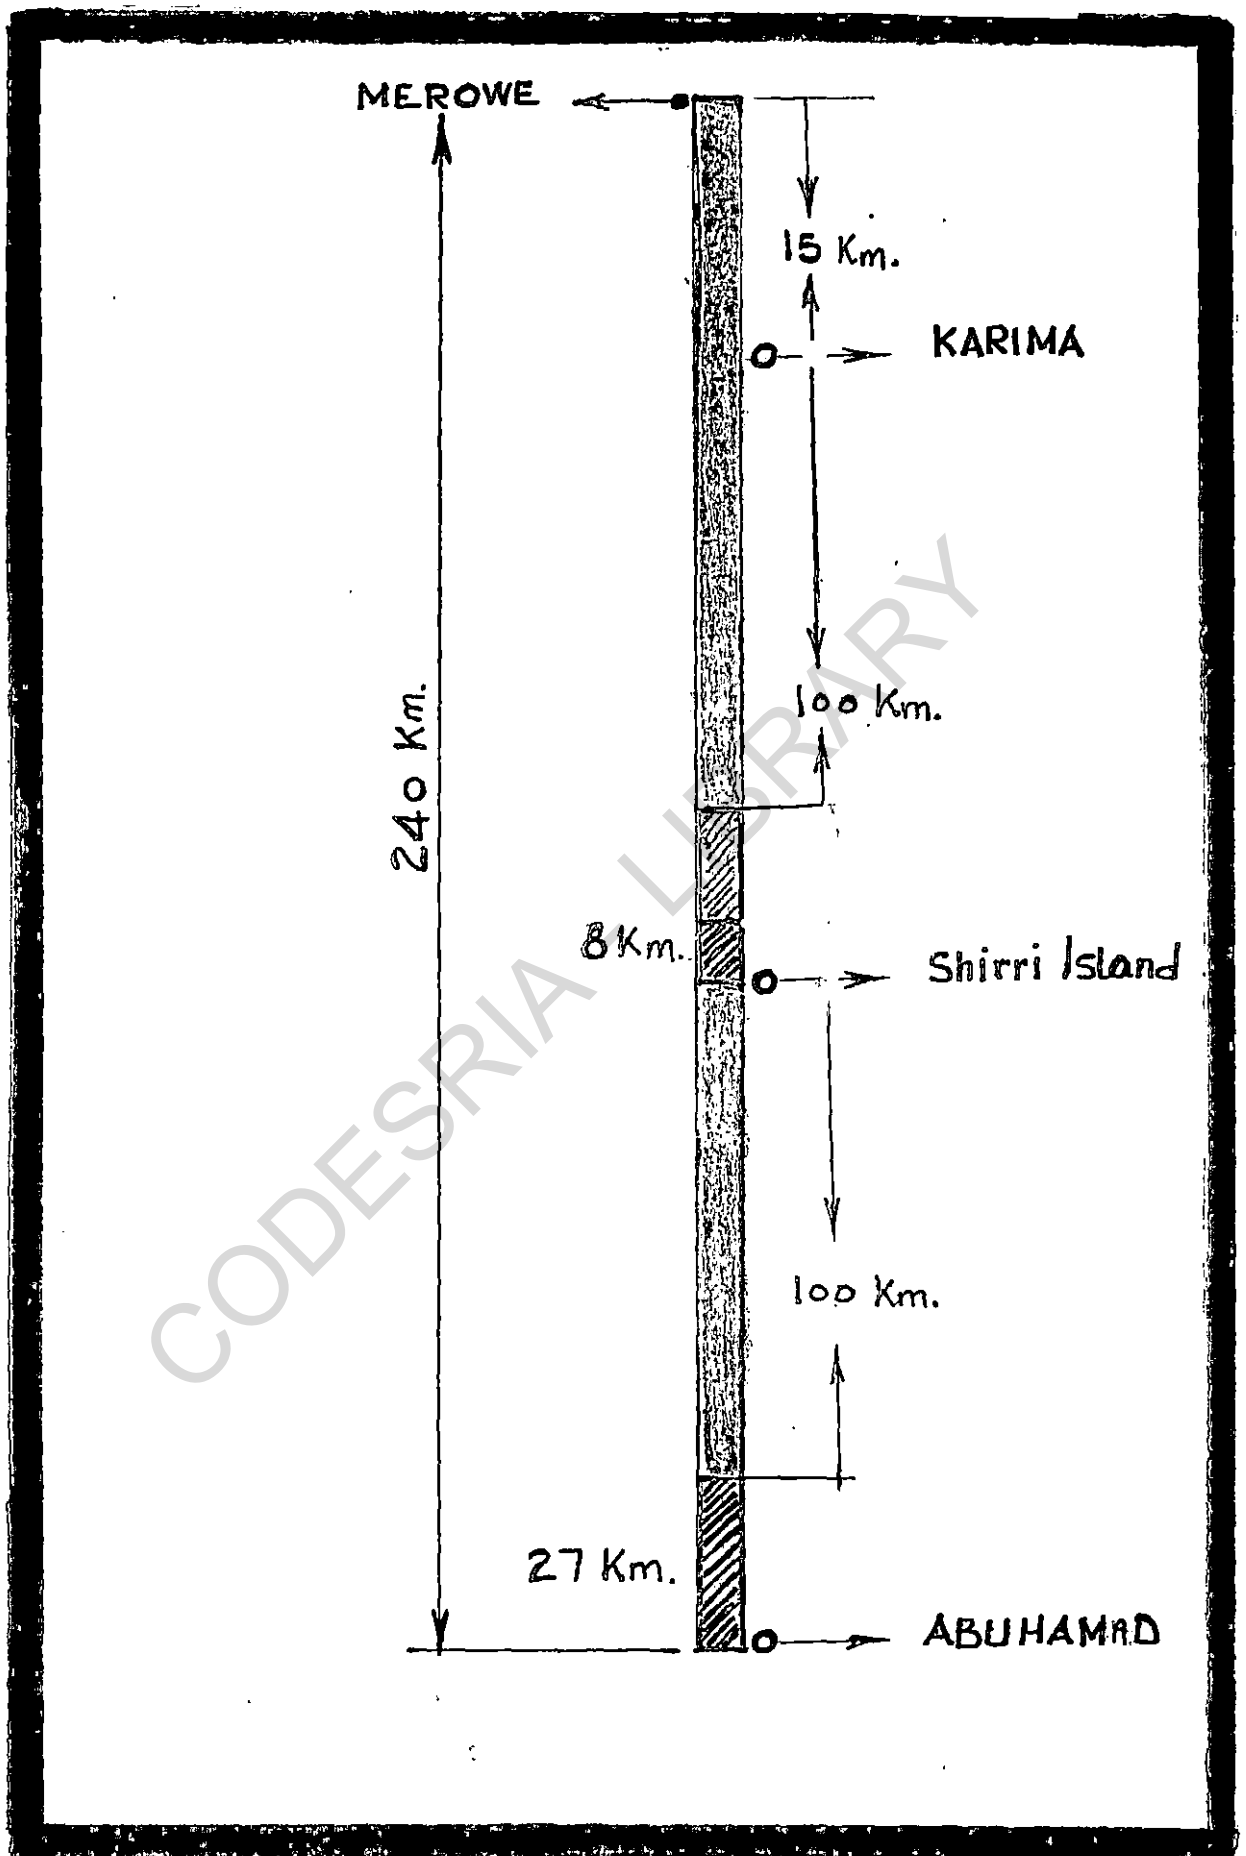 MEROWE
15 Km.
KARIMA
240 Km.
100 Km.
8 Km.
Shirri Island
100 Km.
27 Km.
ABUHAMAD
CODESRIA - LIBRARY